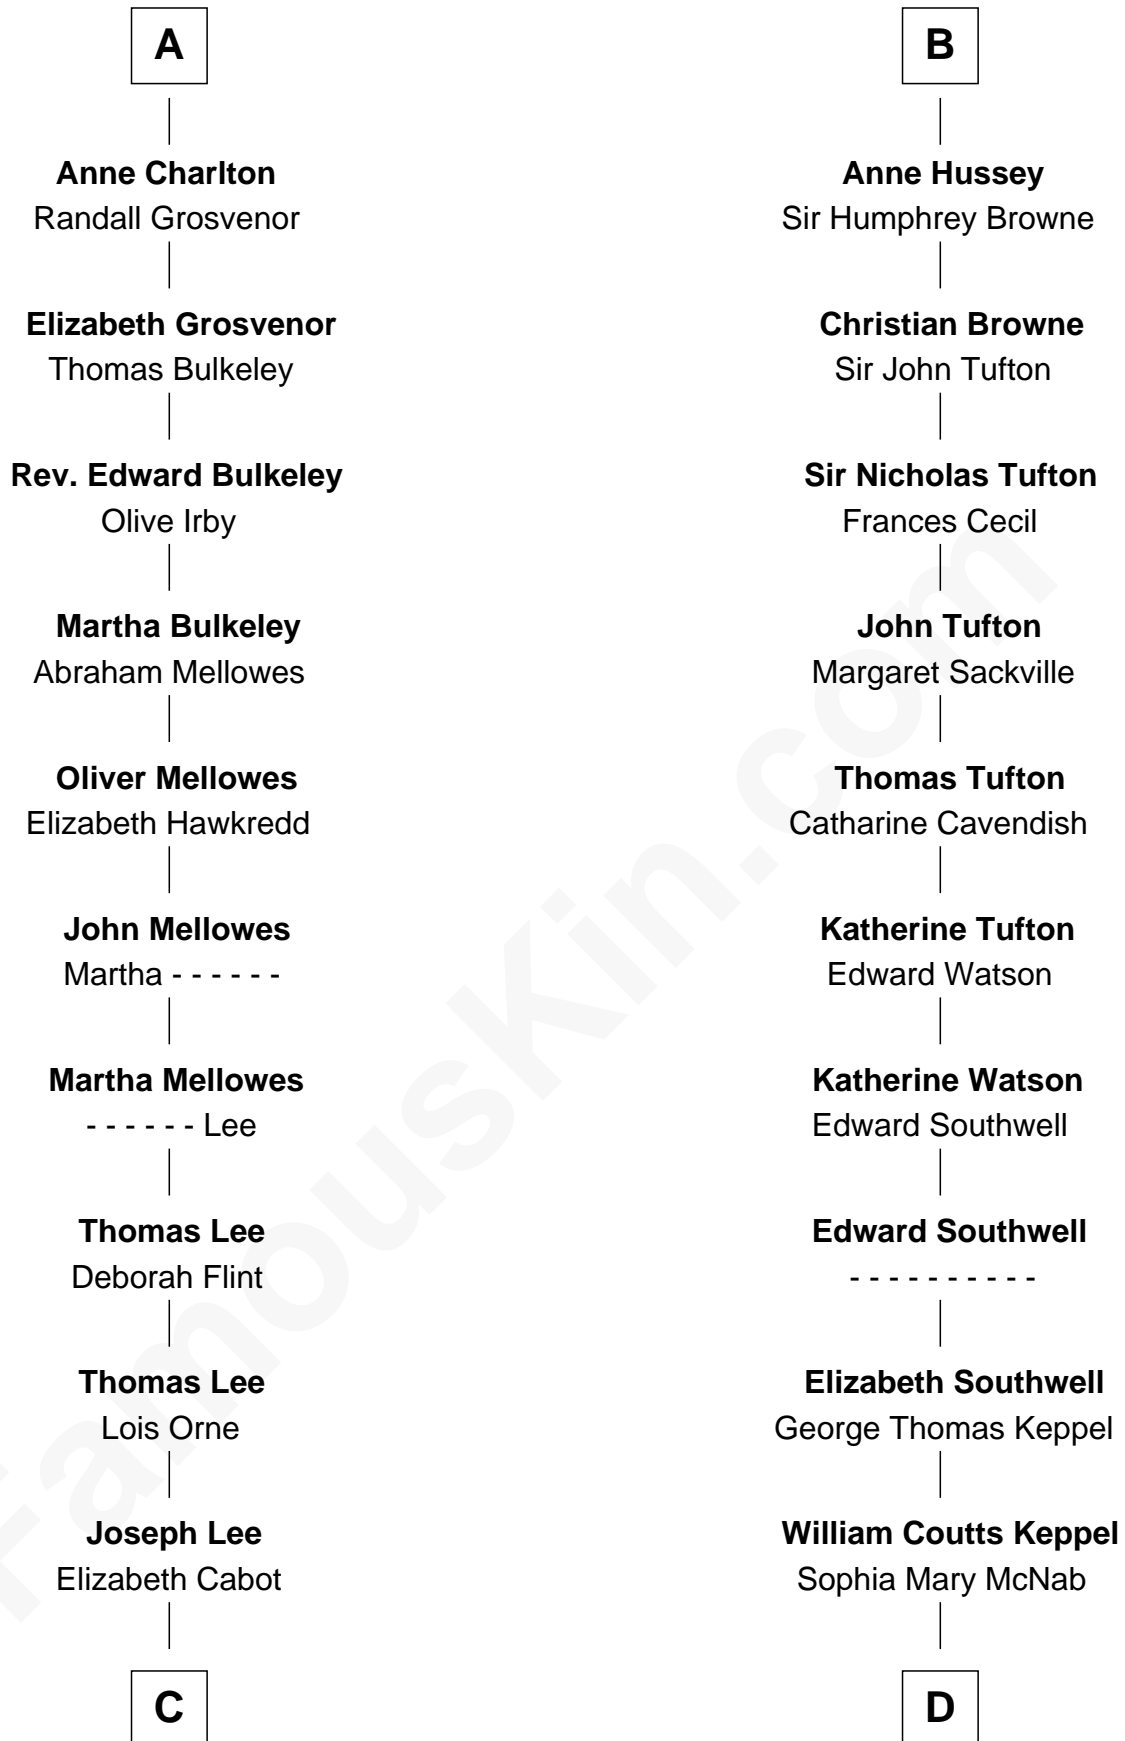 A
Anne Charlton
Randall Grosvenor
Elizabeth Grosvenor
Thomas Bulkeley
Rev. Edward Bulkeley
Olive Irby
Martha Bulkeley
Abraham Mellowes
Oliver Mellowes
Elizabeth Hawkredd
John Mellowes
Martha - - - - - -
Martha Mellowes
- - - - - - Lee
Thomas Lee
Deborah Flint
Thomas Lee
Lois Orne
Joseph Lee
Elizabeth Cabot
C
B
Anne Hussey
Sir Humphrey Browne
Christian Browne
Sir John Tufton
Sir Nicholas Tufton
Frances Cecil
John Tufton
Margaret Sackville
Thomas Tufton
Catharine Cavendish
Katherine Tufton
Edward Watson
Katherine Watson
Edward Southwell
Edward Southwell
- - - - - - - - - -
Elizabeth Southwell
George Thomas Keppel
William Coutts Keppel
Sophia Mary McNab
D
FamousKin.com